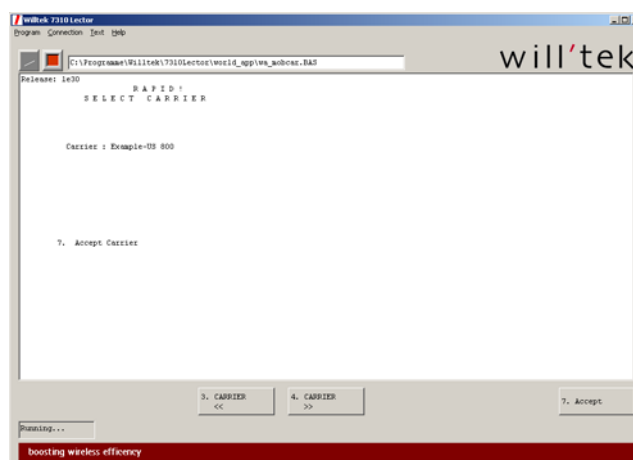 Willtek 7310 Lector
Program Connection Text Help
C:\Programme\Willtek\7310Lector\world_app\wa_mobcar.BAS
will'tek
Release: 1e30
R A P I D !
S E L E C T C A R R I E R
Carrier : Example-US 800
7. Accept Carrier
3. CARRIER
<<
4. CARRIER
>>
7. Accept
Running...
boosting wireless efficency